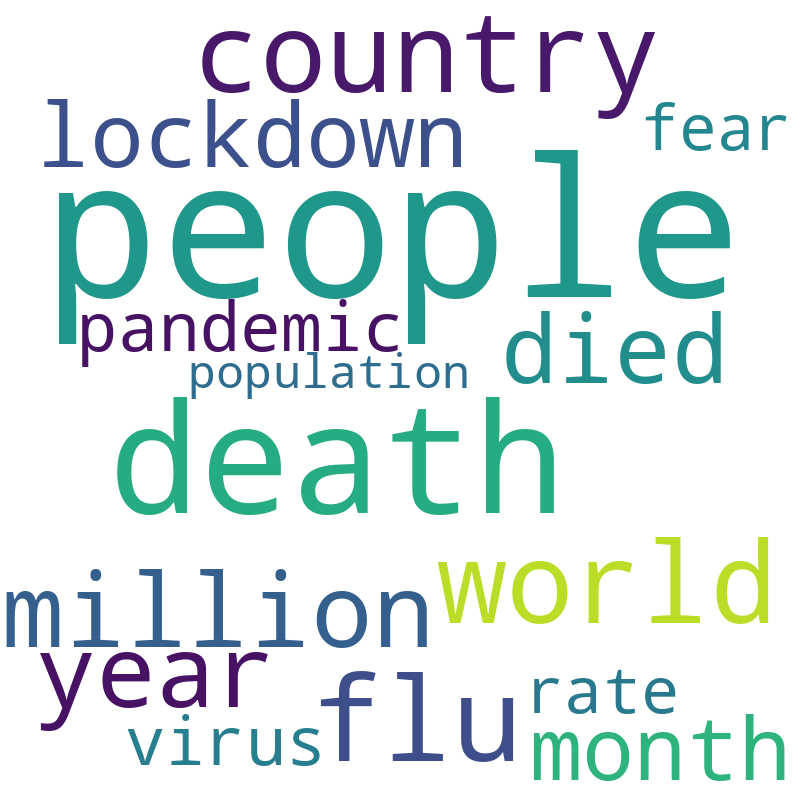 country
lockdown
fear
people
pandemic
died
population
death
world
million
year
flu
rate
virus
month